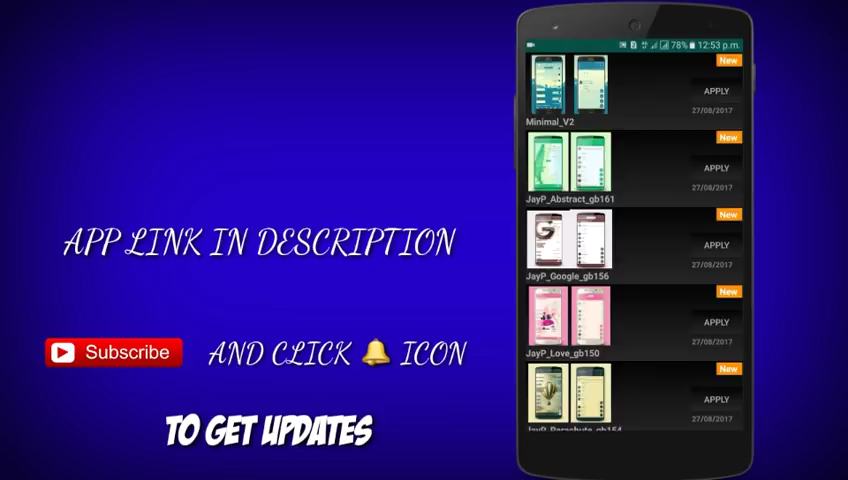 APP LINK IN DESCRIPTION
Subscribe AND CLICK 🔔 ICON
TO GET UPDATES
78% 12:53 p.m.
New
APPLY
27/08/2017
Minimal_V2
New
APPLY
27/08/2017
JayP_Abstract_gb161
New
APPLY
27/08/2017
JayP_Google_gb156
New
APPLY
27/08/2017
JayP_Love_gb150
New
APPLY
27/08/2017
JayP_Parachute_gb154